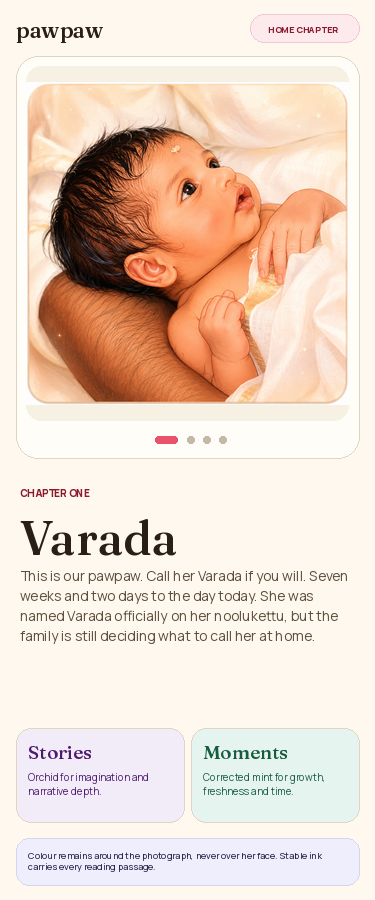 pawpaw
HOME CHAPTER
CHAPTER ONE
Varada
This is our pawpaw. Call her Varada if you will. Seven
weeks and two days to the day today. She was
named Varada officially on her noolukettu, but the
family is still deciding what to call her at home.
Stories
Orchid for imagination and
narrative depth.
Moments
Corrected mint for growth,
freshness and time.
Colour remains around the photograph, never over her face. Stable ink
carries every reading passage.